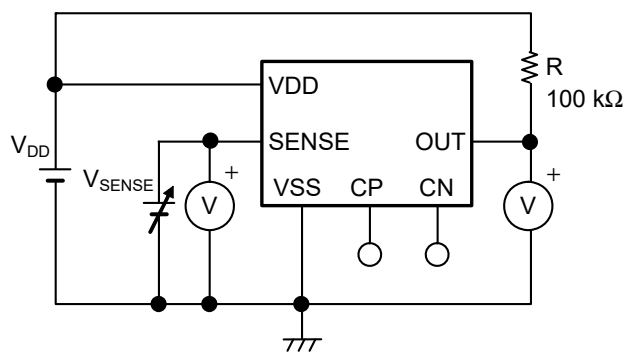 R
100 kΩ
VDD
VDD
SENSE
OUT
VSENSE
+
+
V
V
VSS
CP
CN